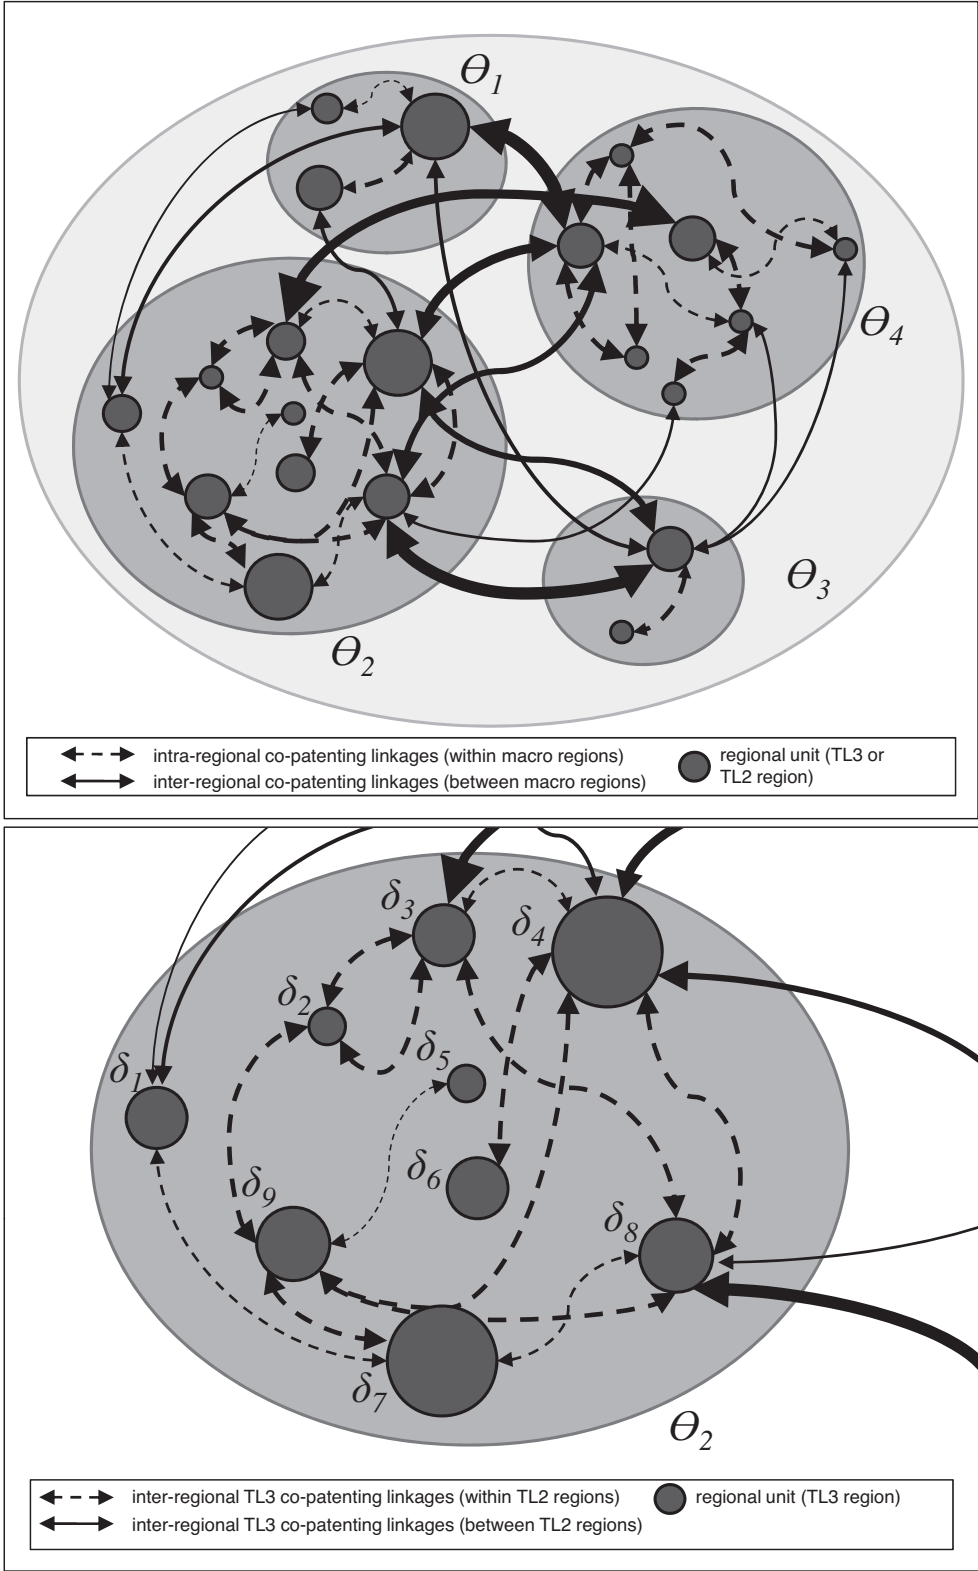 Θ1
Θ4
Θ3
Θ2
intra-regional co-patenting linkages (within macro regions)
inter-regional co-patenting linkages (between macro regions)
regional unit (TL3 or
TL2 region)
δ3
δ4
δ2
δ5
δ1
δ6
δ9
δ8
δ7
Θ2
inter-regional TL3 co-patenting linkages (within TL2 regions)
inter-regional TL3 co-patenting linkages (between TL2 regions)
regional unit (TL3 region)